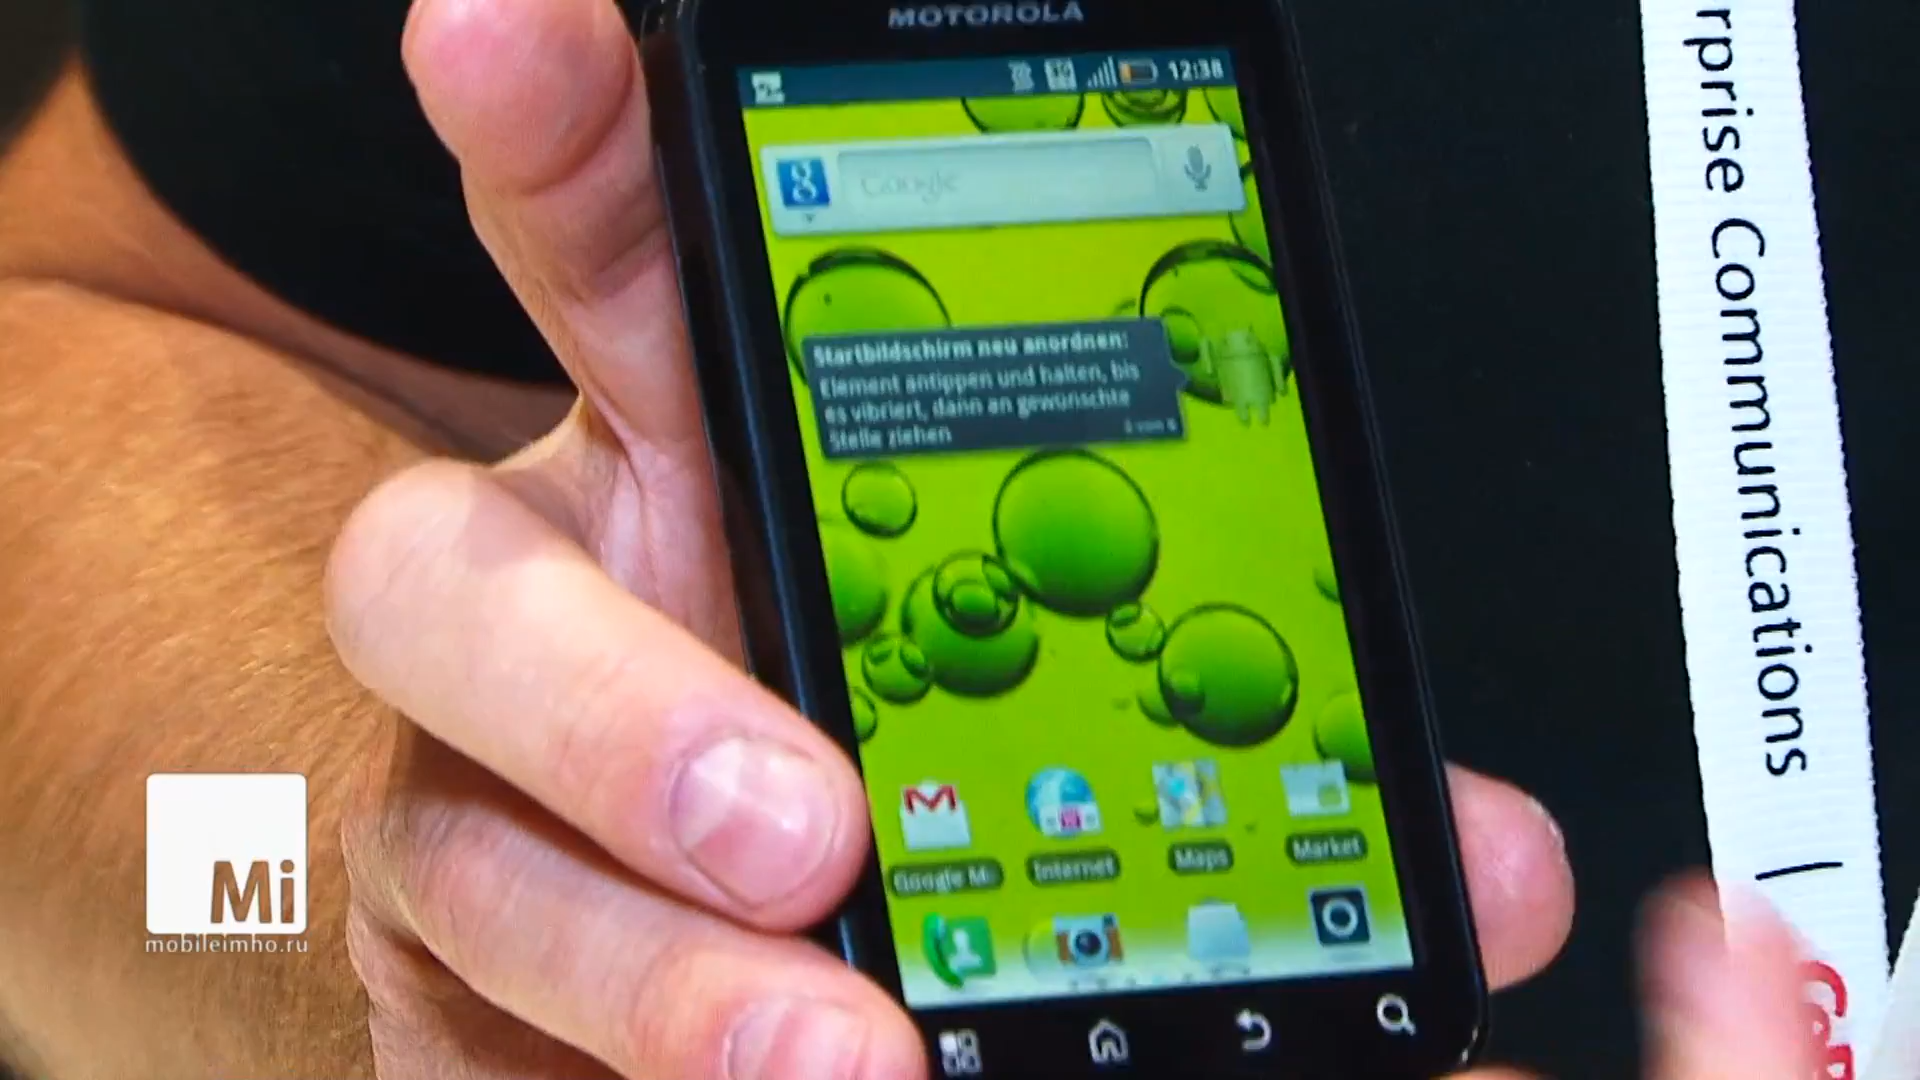 MOTOROLA
12:38
Google
Startbildschirm neu anordnen:
Element antippen und halten, bis
es vibriert, dann an gewünschte
Stelle ziehen
Google M
Internet
Maps
Market
rprise Communications |
Mi
mobileimho.ru